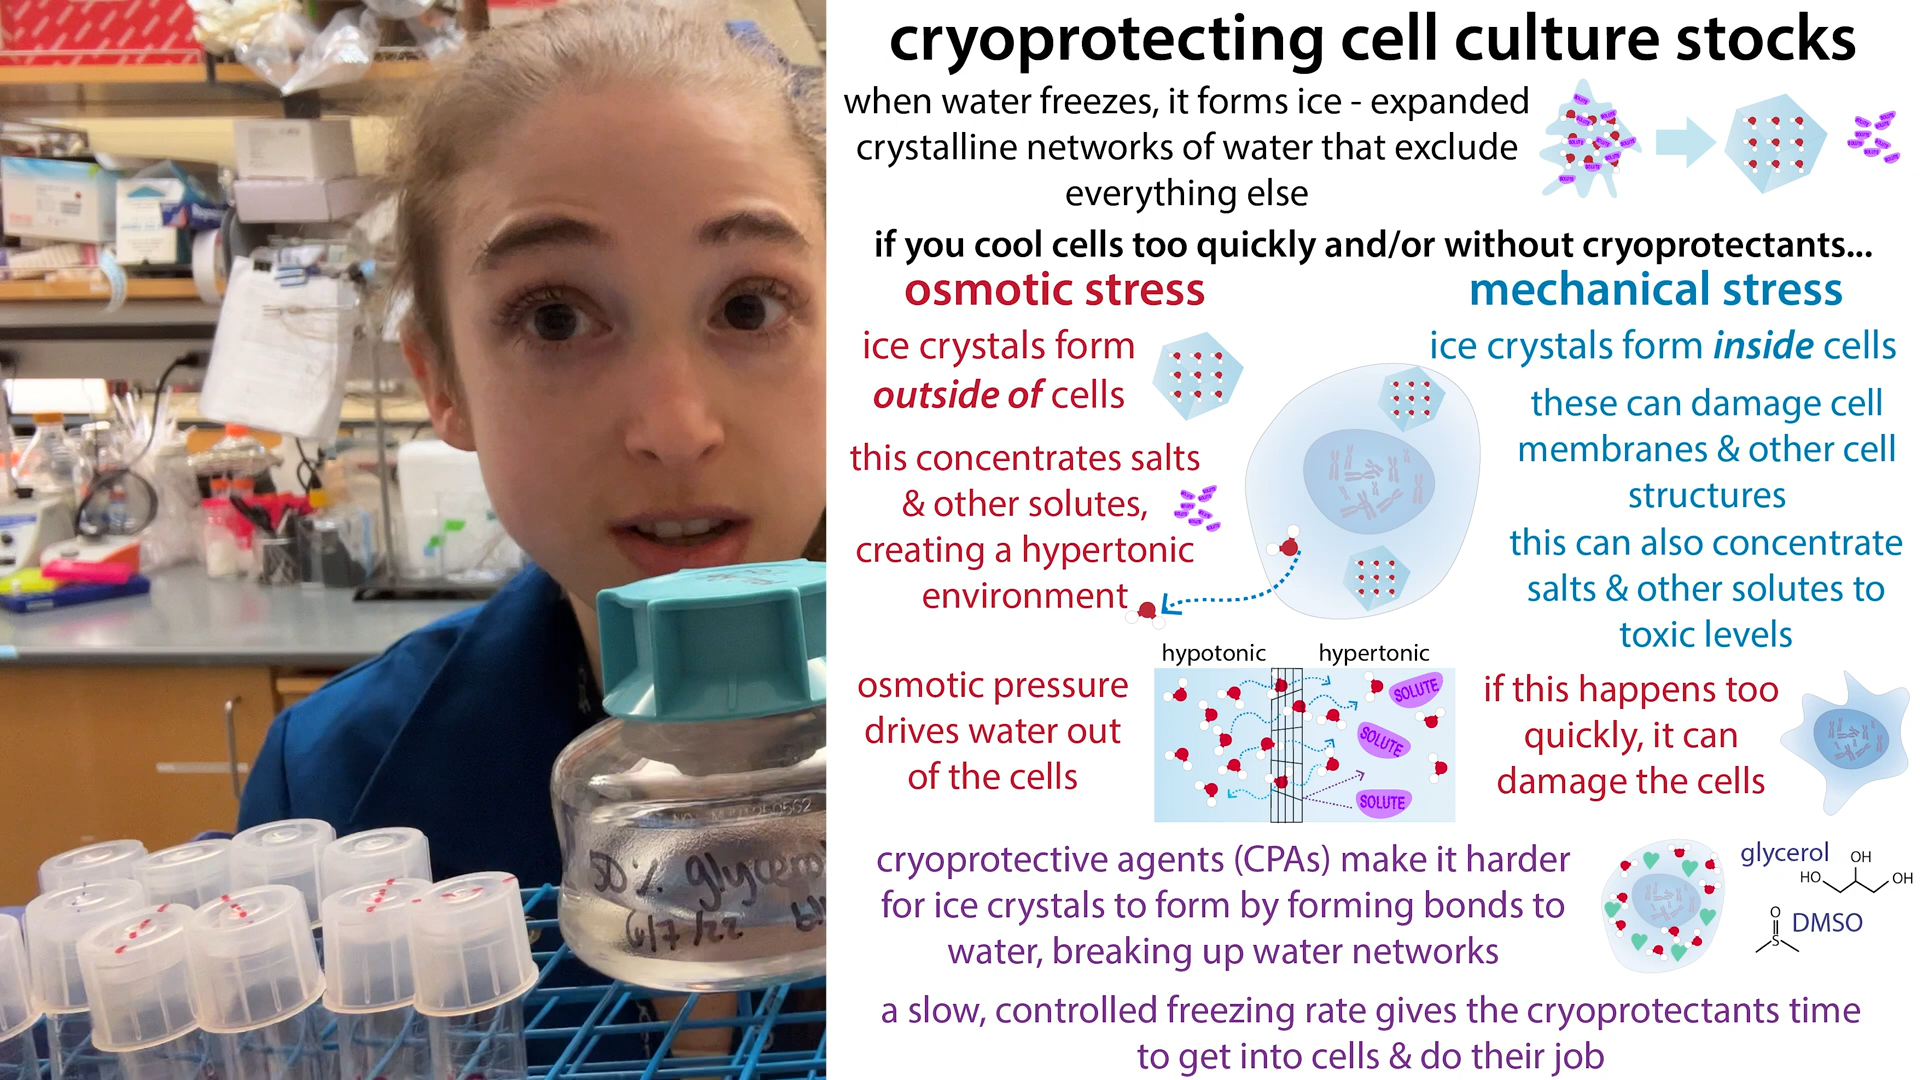 cryoprotecting cell culture stocks
when water freezes, it forms ice - expanded
crystalline networks of water that exclude
everything else
if you cool cells too quickly and/or without cryoprotectants...
osmotic stress
ice crystals form
outside of cells
this concentrates salts
& other solutes,
creating a hypertonic
environment
mechanical stress
ice crystals form inside cells
these can damage cell
membranes & other cell
structures
this can also concentrate
salts & other solutes to
toxic levels
osmotic pressure
drives water out
of the cells
hypotonic
hypertonic
SOLUTE
SOLUTE
SOLUTE
if this happens too
quickly, it can
damage the cells
cryoprotective agents (CPAs) make it harder
for ice crystals to form by forming bonds to
water, breaking up water networks
glycerol
OH
HO
OH
O
S
DMSO
a slow, controlled freezing rate gives the cryoprotectants time
to get into cells & do their job
50% glycerol
6/7/22